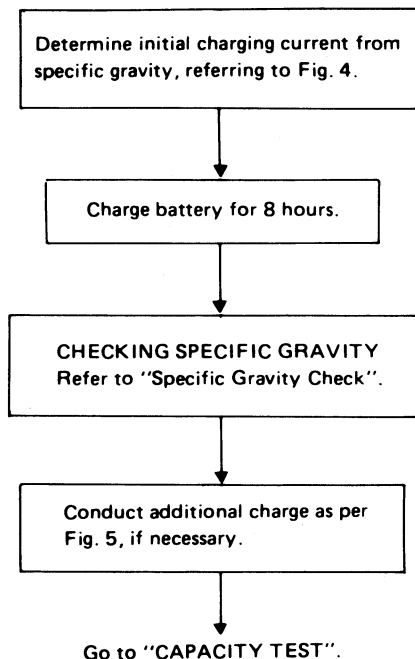 Determine initial charging current from
specific gravity, referring to Fig. 4.
Charge battery for 8 hours.
CHECKING SPECIFIC GRAVITY
Refer to "Specific Gravity Check".
Conduct additional charge as per
Fig. 5, if necessary.
Go to "CAPACITY TEST".